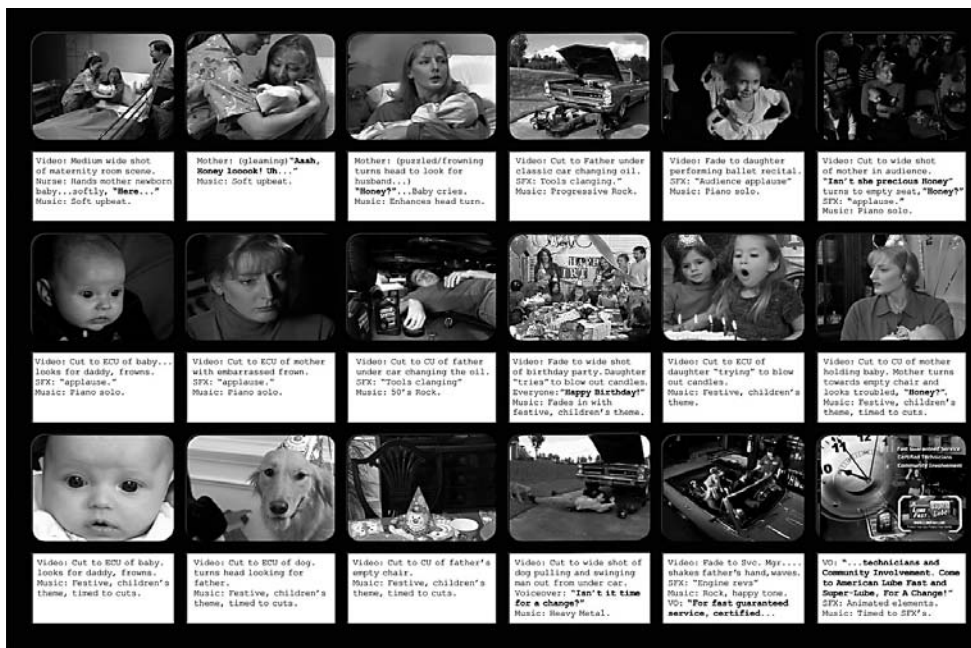 Video: Medium wide shot
of maternity room scene.
Nurse: Hands mother newborn
baby...softly, "Here..."
Music: Soft upbeat.
Mother: (gleaming) "Aaah,
Honey loook! Uh..."
Music: Soft upbeat.
Mother: (puzzled/frowning
turns head to look for
husband...)
"Honey?"...Baby cries.
Music: Enhances head turn.
Video: Cut to Father under
classic car changing oil.
SFX: Tools clanging."
Music: Progressive Rock.
Video: Fade to daughter
performing ballet recital.
SFX: "Audience applause"
Music: Piano solo.
Video: Cut to wide shot
of mother in audience.
"Isn't she precious Honey"
turns to empty seat,"Honey?"
SFX: "applause."
Music: Piano solo.
Video: Cut to ECU of baby...
looks for daddy, frowns.
SFX: "applause."
Music: Piano solo.
Video: Cut to ECU of mother
with embarrassed frown.
SFX: "applause."
Music: Piano solo.
Video: Cut to CU of father
under car changing the oil.
SFX: "Tools clanging"
Music: 50's Rock.
HAPPY
Video: Fade to wide shot
of birthday party. Daughter
"tries" to blow out candles.
Everyone:"Happy Birthday!"
Music: Fades in with
festive, children's theme.
Video: Cut to ECU of
daughter "trying" to blow
out candles.
Music: Festive, children's
theme.
Video: Cut to CU of mother
holding baby. Mother turns
towards empty chair and
looks troubled, "Honey?".
Music: Festive, children's
theme, timed to cuts.
Video: Cut to ECU of baby.
looks for daddy, frowns.
Music: Festive, children's
theme, timed to cuts.
Video: Cut to ECU of dog.
turns head looking for
father.
Music: Festive, children's
theme, timed to cuts.
Video: Cut to CU of father's
empty chair.
Music: Festive, children's
theme, timed to cuts.
Video: Cut to wide shot of
dog pulling and swinging
man out from under car.
Voiceover: "Isn't it time
for a change?"
Music: Heavy Metal.
Video: Fade to Svc. Mgr....
shakes father's hand,waves.
SFX: "Engine revs"
Music: Rock, happy tone.
VO: "For fast guaranteed
service, certified...
11 12
10
Fast Guaranteed Service
Certified Technicians
Community Involvement
LUBE
FAST
Lube
VO: "...technicians and
Community Involvement. Come
to American Lube Fast and
Super-Lube, For A Change!"
SFX: Animated elements.
Music: Timed to SFX's.